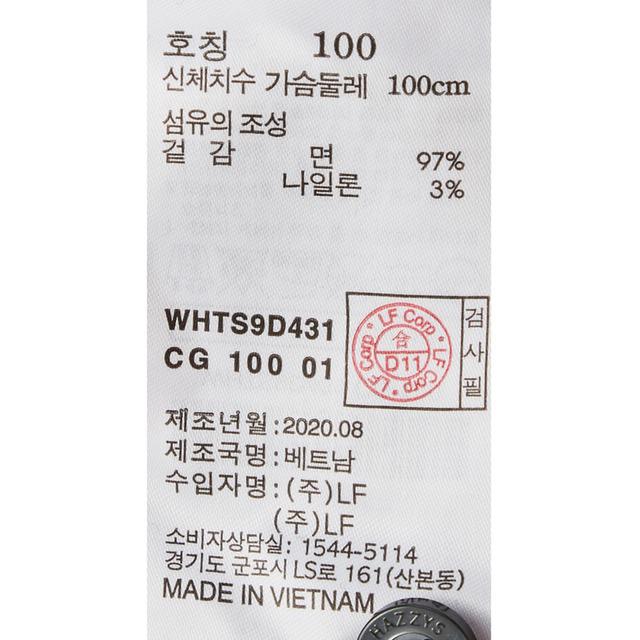 호칭 100
신체치수 가슴둘레 100cm
섬유의 조성
겉 감 면 97%
나일론 3%
WHTS9D431
CG 100 01
LF Corp LF Corp LF Corp
合
D11
검사필
제조년월 : 2020.08
제조국명 : 베트남
수입자명 : (주)LF
(주)LF
소비자상담실: 1544-5114
경기도 군포시 LS로 161(산본동)
MADE IN VIETNAM
HAZZYS